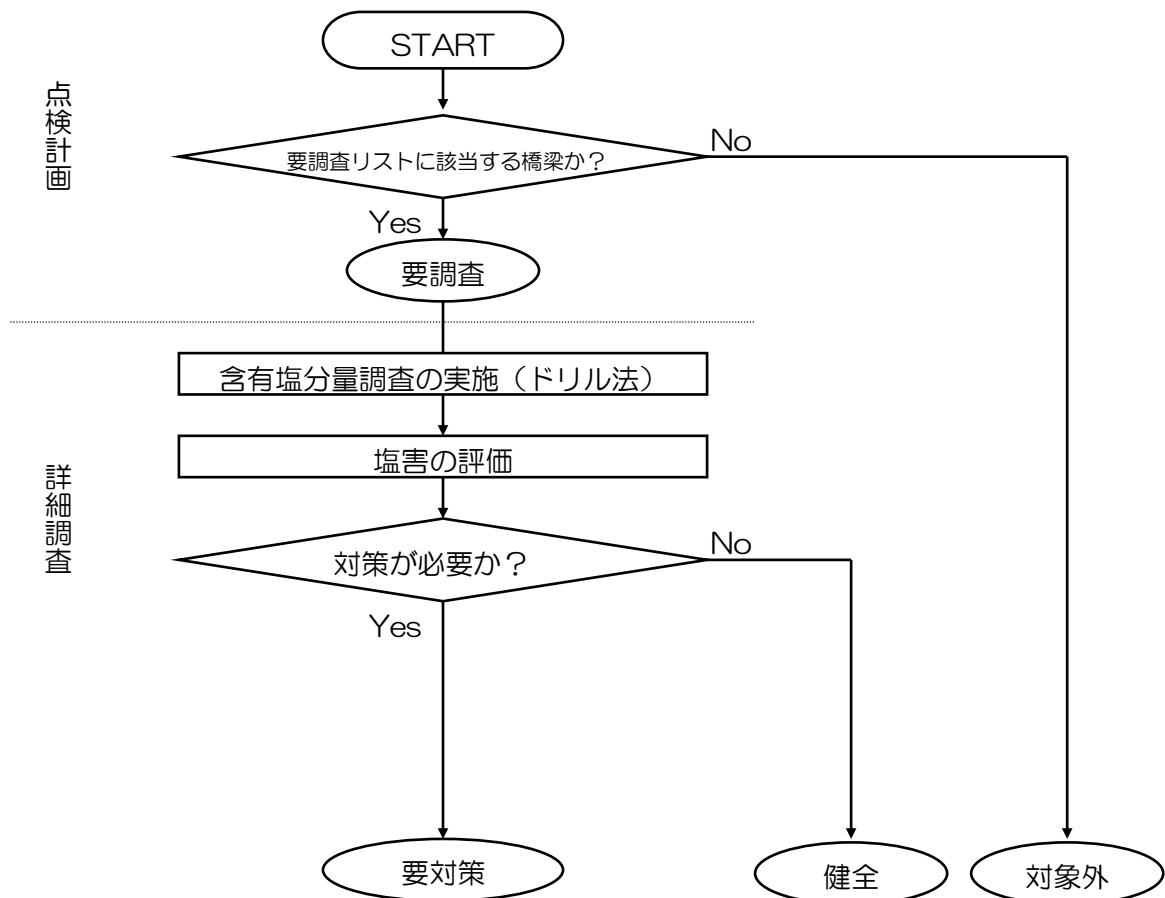 START
点検計画
要調査リストに該当する橋梁か？
No
Yes
要調査
含有塩分量調査の実施（ドリル法）
塩害の評価
詳細調査
対策が必要か？
No
Yes
要対策
健全
対象外